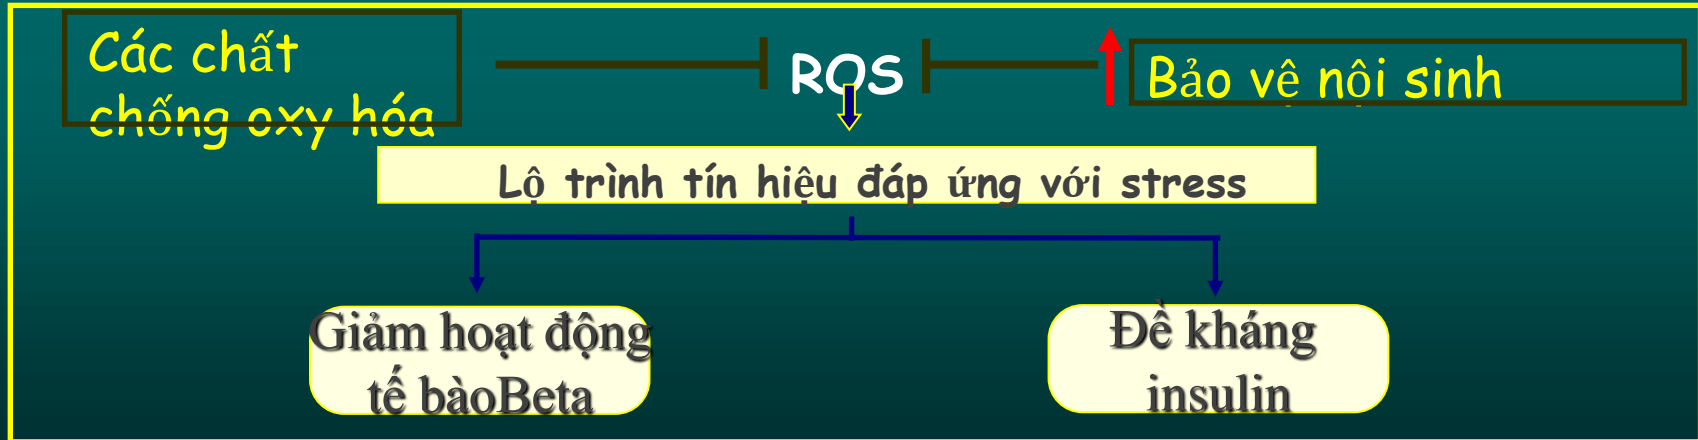 Các chất
chống oxy hóa
ROS
Bảo vệ nội sinh
Lộ trình tín hiệu đáp ứng với stress
Giảm hoạt động
tế bàoBeta
Đề kháng
insulin